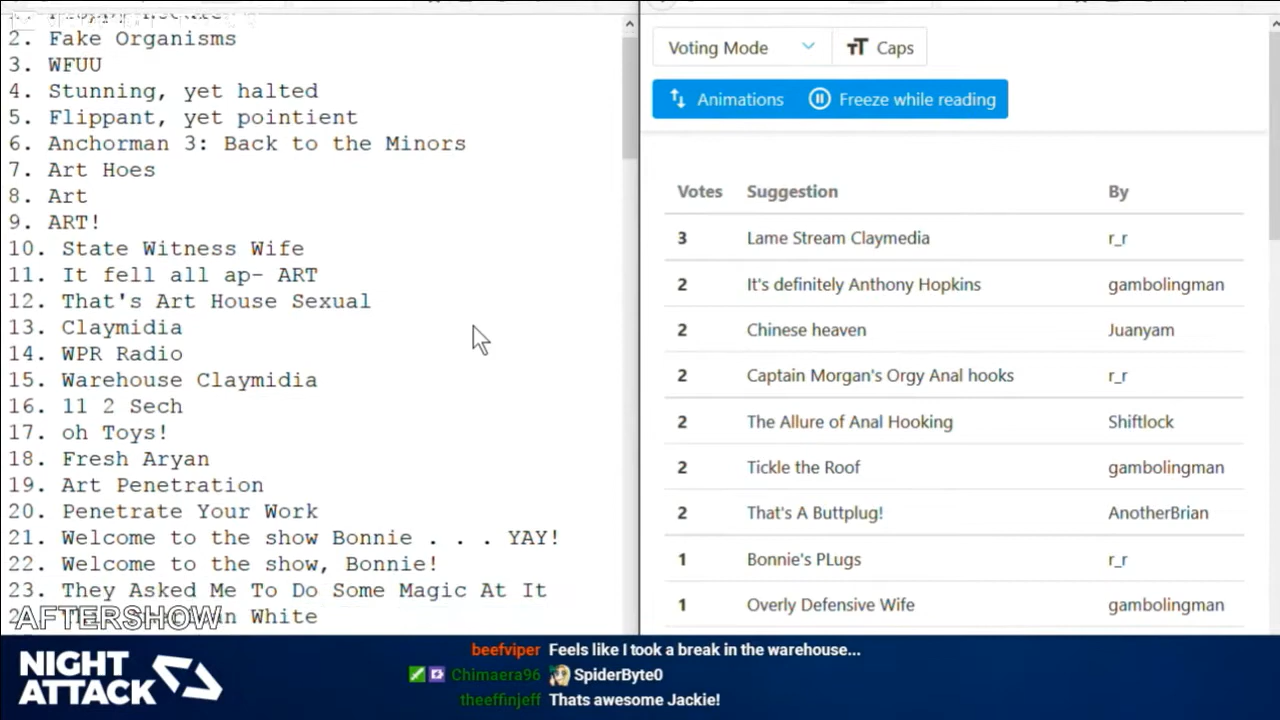 2. Fake Organisms
3. WFUU
4. Stunning, yet halted
5. Flippant, yet pointient
6. Anchorman 3: Back to the Minors
7. Art Hoes
8. Art
9. ART!
10. State Witness Wife
11. It fell all ap- ART
12. That's Art House Sexual
13. Claymidia
14. WPR Radio
15. Warehouse Claymidia
16. 11 2 Sech
17. oh Toys!
18. Fresh Aryan
19. Art Penetration
20. Penetrate Your Work
21. Welcome to the show Bonnie . . . YAY!
22. Welcome to the show, Bonnie!
23. They Asked Me To Do Some Magic At It
White
AFTERSHOW
Voting Mode Caps
Animations Freeze while reading
Votes Suggestion By
3 Lame Stream Claymedia r_r
2 It's definitely Anthony Hopkins gambolingman
2 Chinese heaven Juanyam
2 Captain Morgan's Orgy Anal hooks r_r
2 The Allure of Anal Hooking Shiftlock
2 Tickle the Roof gambolingman
2 That's A Buttplug! AnotherBrian
1 Bonnie's PLugs r_r
1 Overly Defensive Wife gambolingman
NIGHT
ATTACK
beefviper Feels like I took a break in the warehouse...
Chimaera96 SpiderByte0
theeffinjeff Thats awesome Jackie!